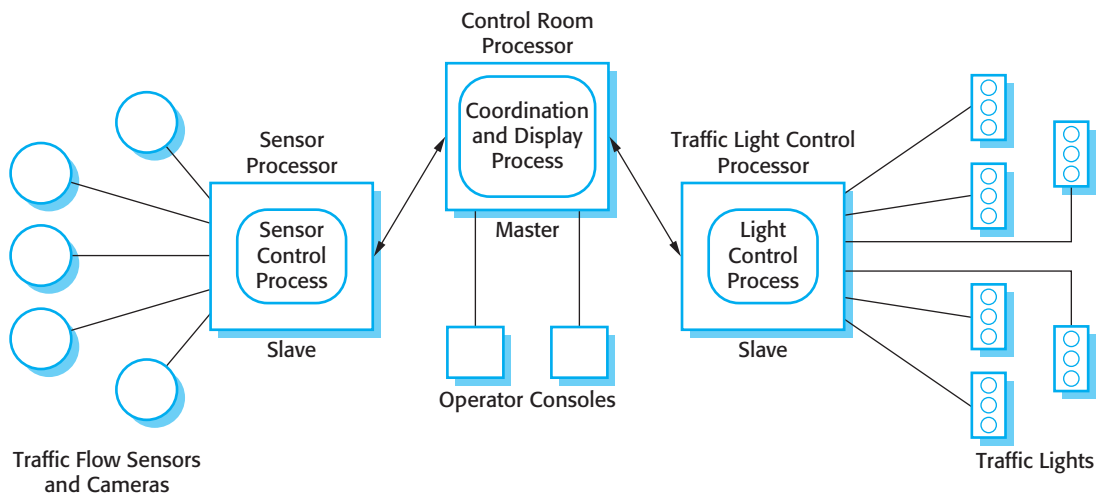 Control Room
Processor
Coordination
and Display
Process
Master
Sensor
Processor
Sensor
Control
Process
Slave
Traffic Light Control
Processor
Light
Control
Process
Slave
Operator Consoles
Traffic Flow Sensors
and Cameras
Traffic Lights